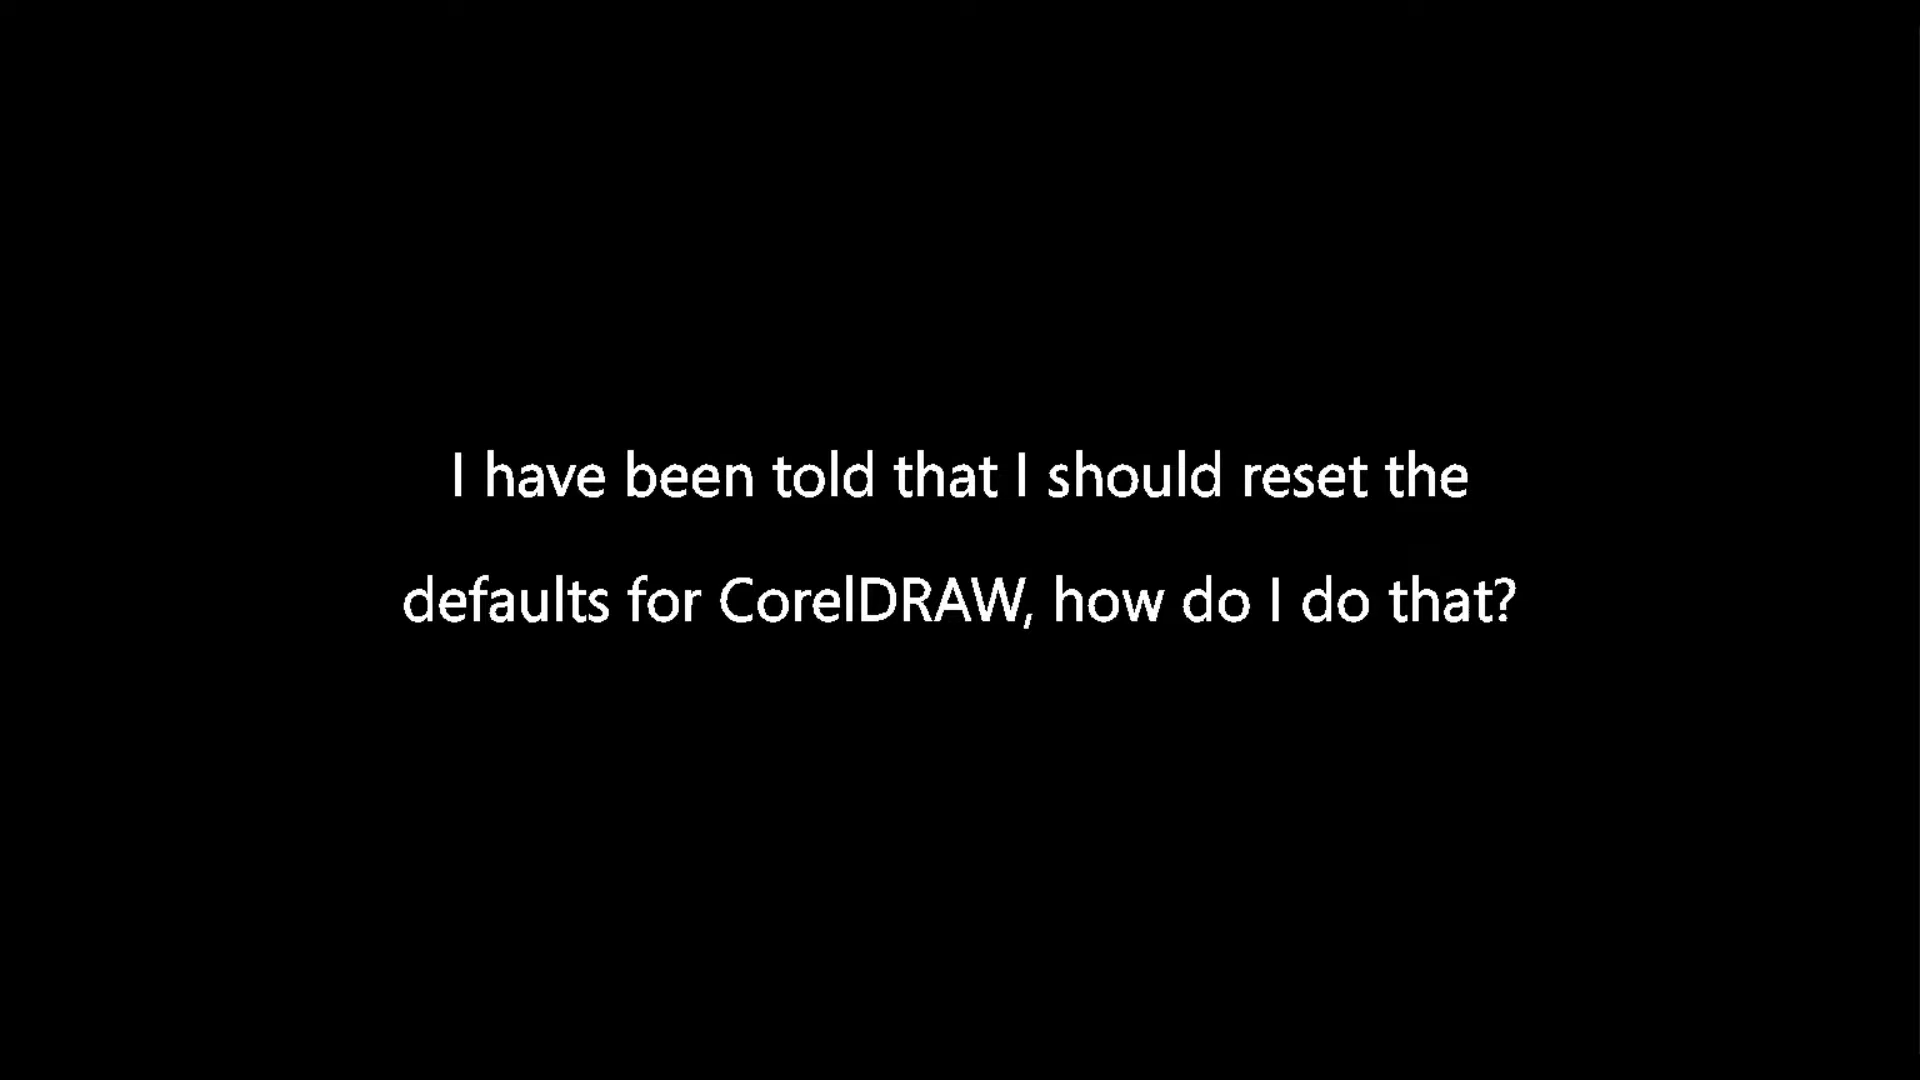 I have been told that I should reset the
defaults for CorelDRAW, how do I do that?